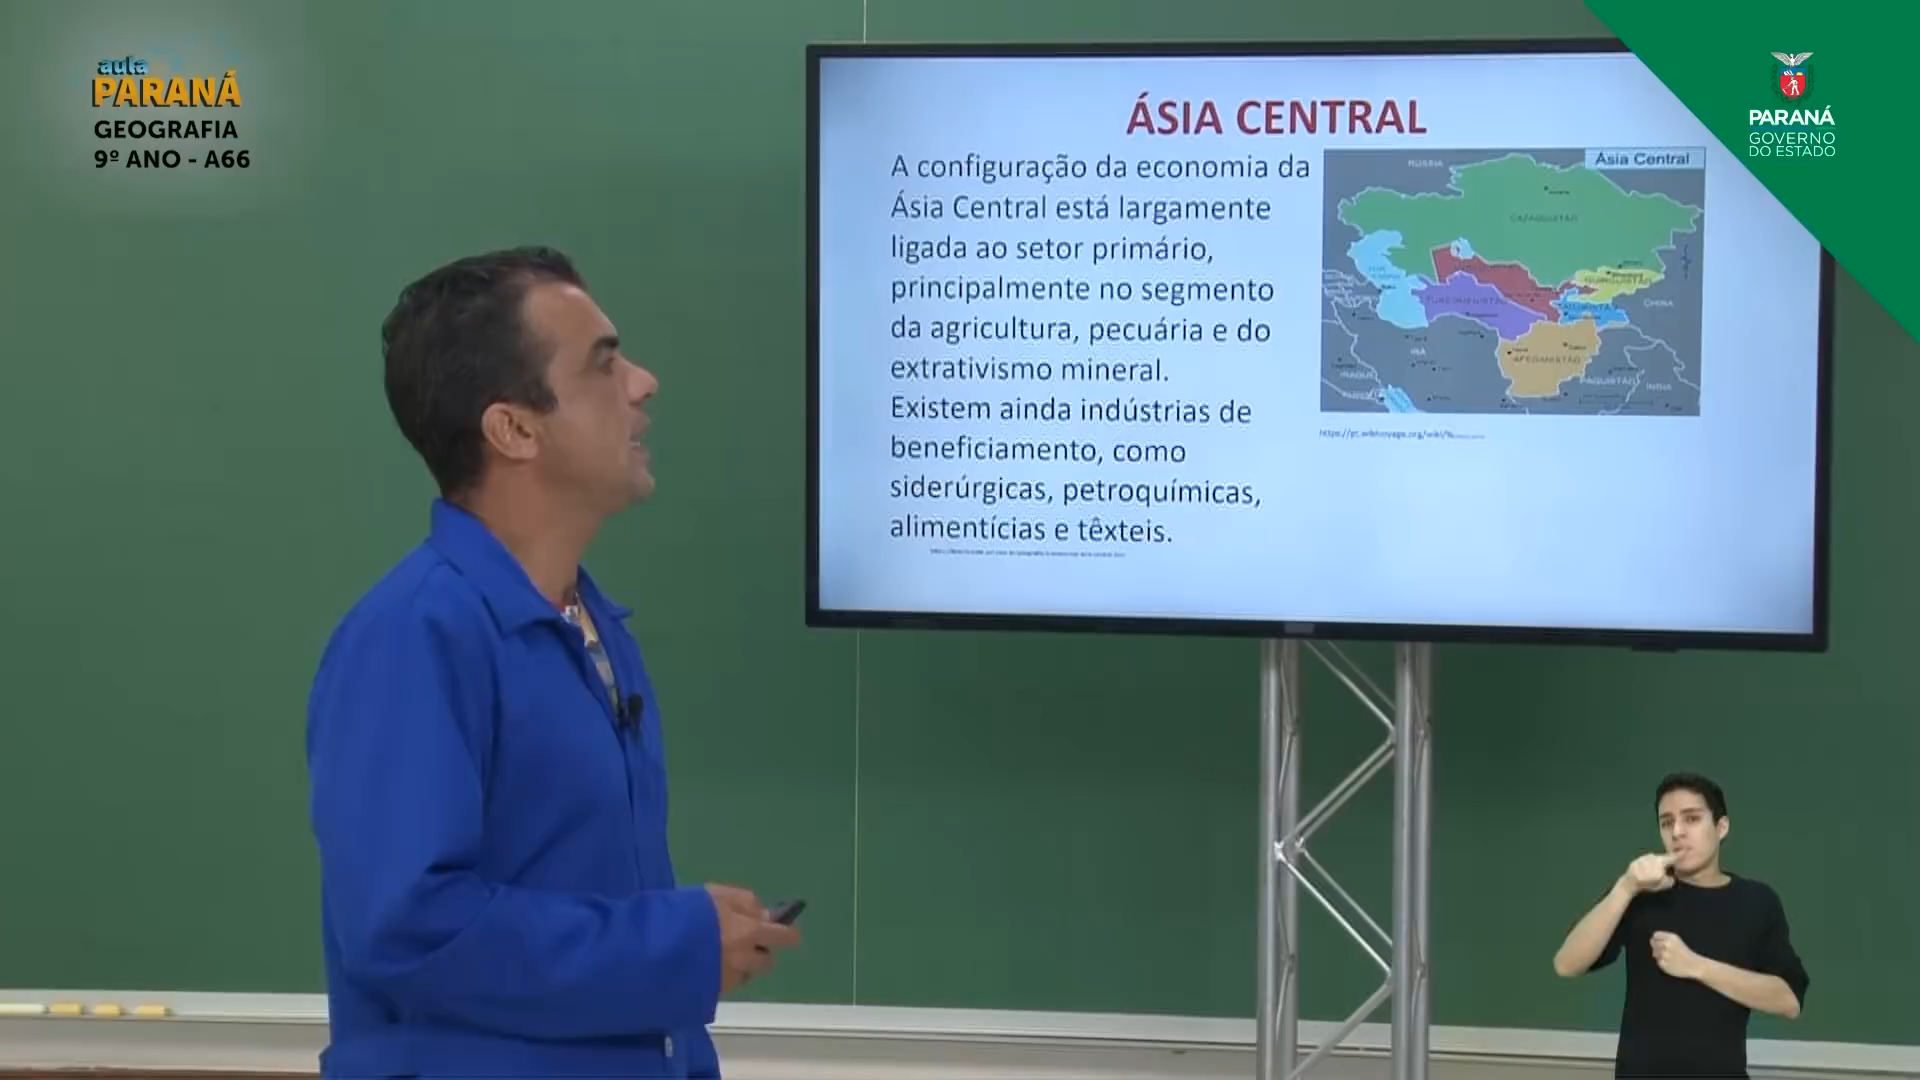 aula
PARANÁ
GEOGRAFIA
9º ANO - A66
PARANÁ
GOVERNO
DO ESTADO
ÁSIA CENTRAL
A configuração da economia da
Ásia Central está largamente
ligada ao setor primário,
principalmente no segmento
da agricultura, pecuária e do
extrativismo mineral.
Existem ainda indústrias de
beneficiamento, como
siderúrgicas, petroquímicas,
alimentícias e têxteis.
Ásia Central
RÚSSIA
CAZAQUISTÃO
QUIRGUISTÃO
TURCOMENISTÃO
CHINA
AFEGANISTÃO
IRÃ
IRAQUE
PAQUISTÃO
ÍNDIA